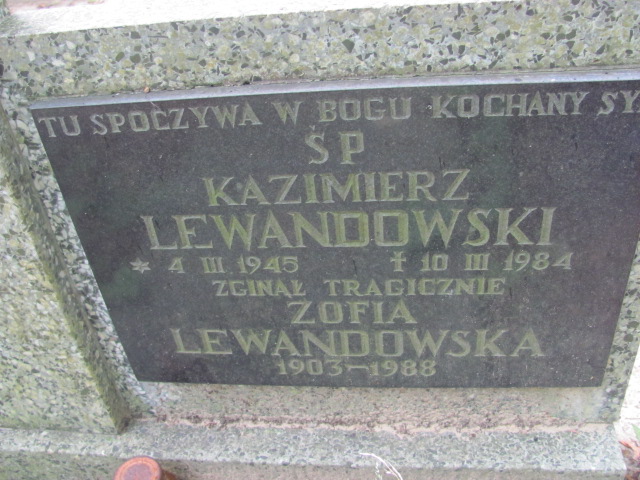 TU SPOCZYWA W BOGU KOCHANY SY
ŚP
KAZIMIERZ
LEWANDOWSKI
* 4 III 1945 † 10 III 1984
ZGINĄŁ TRAGICZNIE
ZOFIA
LEWANDOWSKA
1903-1988